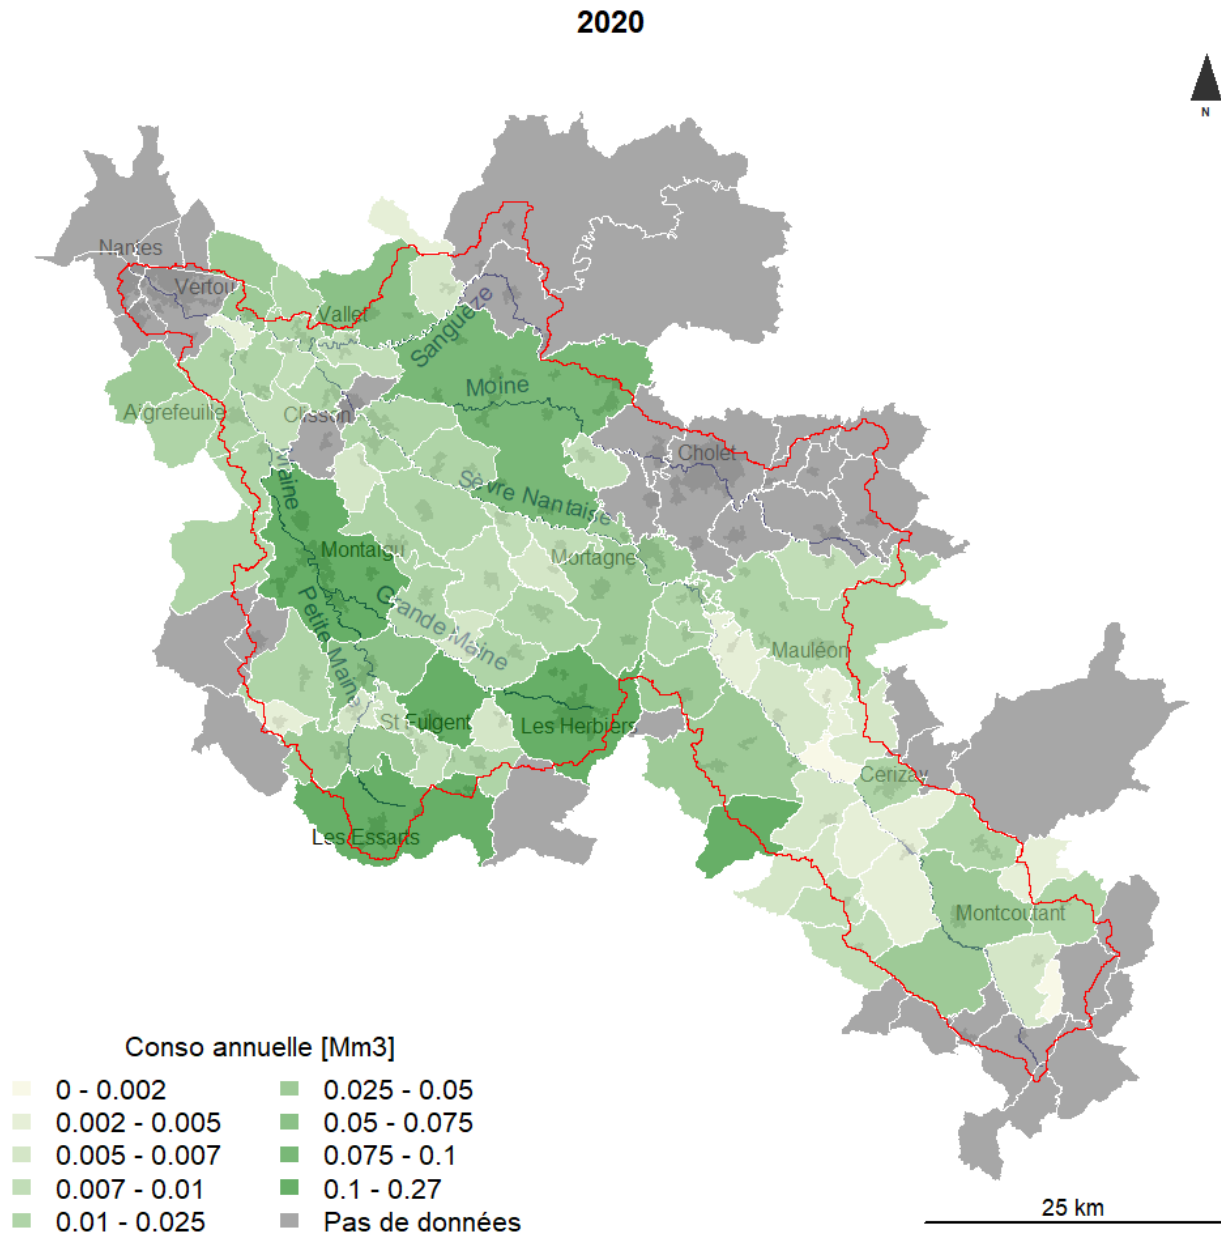 2020
N
Nantes
Vertou
Vallet
Sanguèze
Moine
Aigrefeuille
Clisson
Cholet
Maine
Sèvre Nantaise
Montaigu
Mortagne
Petite Maine
Grande Maine
Mauléon
St Fulgent
Les Herbiers
Cerizay
Les Essarts
Montcoutant
Conso annuelle [Mm3]
0 - 0.002
0.002 - 0.005
0.005 - 0.007
0.007 - 0.01
0.01 - 0.025
0.025 - 0.05
0.05 - 0.075
0.075 - 0.1
0.1 - 0.27
Pas de données
25 km